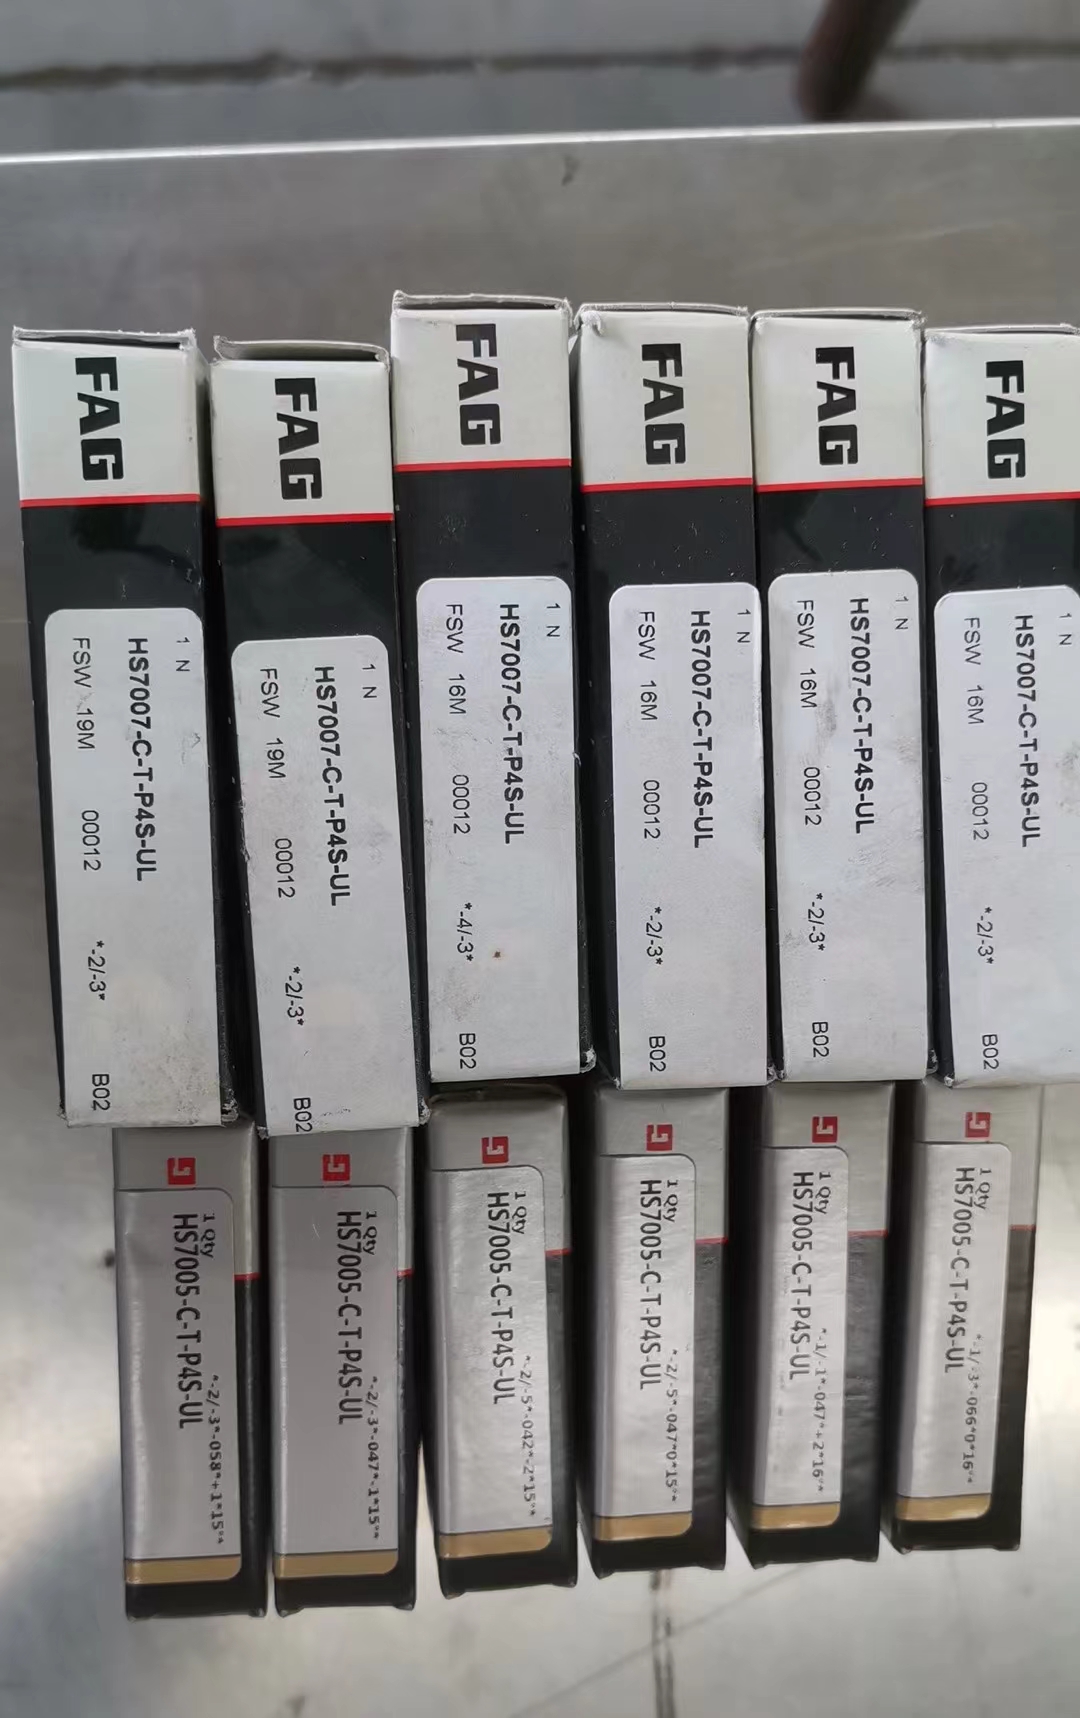 FAG
1 N
HS7007-C-T-P4S-UL
FSW 19M 00012 *-2/-3* B02
FAG
1 N
HS7007-C-T-P4S-UL
FSW 19M 00012 *-2/-3* B02
FAG
1 N
HS7007-C-T-P4S-UL
FSW 16M 00012 *-4/-3* B02
FAG
1 N
HS7007-C-T-P4S-UL
FSW 16M 00012 *-2/-3* B02
FAG
1 N
HS7007-C-T-P4S-UL
FSW 16M 00012 *-2/-3* B02
FAG
1 N
HS7007-C-T-P4S-UL
FSW 16M 00012 *-2/-3* B02
1 Qty
*-2/-3*-058*+1*15°*
HS7005-C-T-P4S-UL
1 Qty
*-2/-3*-047*-1*15°*
HS7005-C-T-P4S-UL
1 Qty
*-2/-5*-042*-2*15°*
HS7005-C-T-P4S-UL
1 Qty
*-2/-5*-047*0*15°*
HS7005-C-T-P4S-UL
1 Qty
*-1/-1*-047*+2*16°*
HS7005-C-T-P4S-UL
1 Qty
*-1/-3*-066*0*16°*
HS7005-C-T-P4S-UL